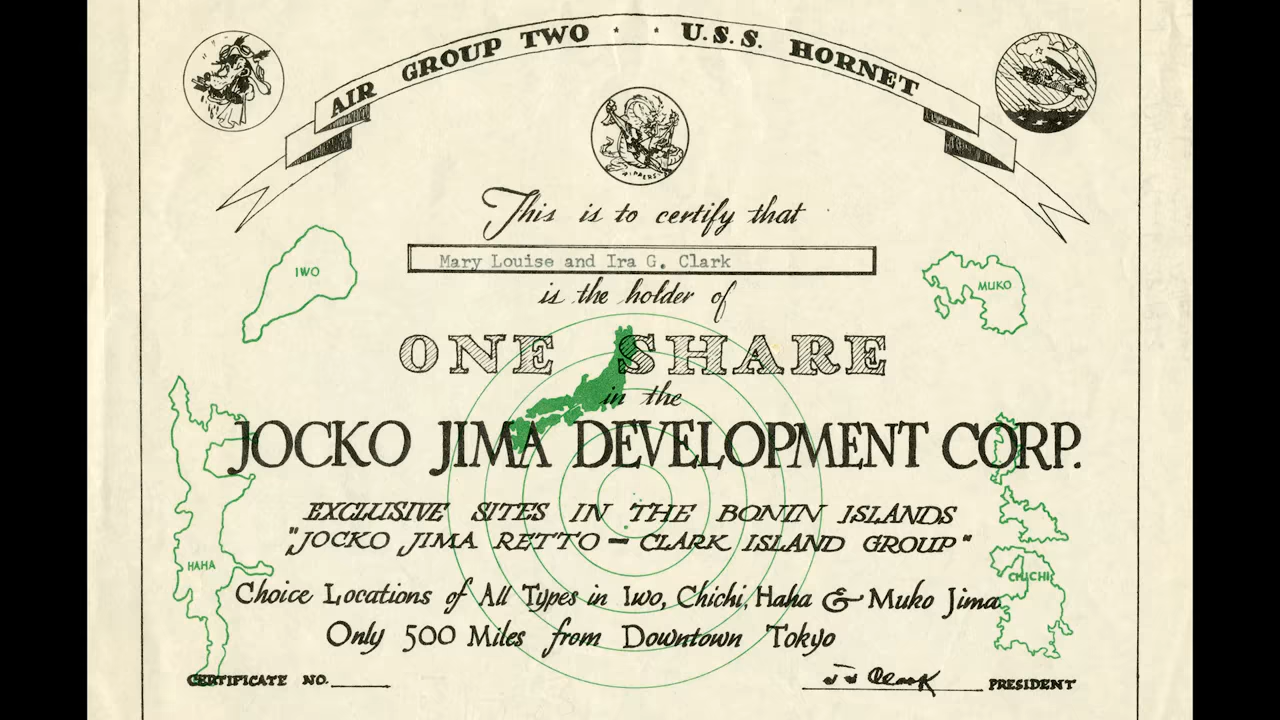 AIR GROUP TWO · · U.S.S. HORNET
This is to certify that
Mary Louise and Ira G. Clark
is the holder of
ONE SHARE
in the
JOCKO JIMA DEVELOPMENT CORP.
EXCLUSIVE SITES IN THE BONIN ISLANDS
"JOCKO JIMA RETTO - CLARK ISLAND GROUP"
Choice Locations of All Types in Iwo, Chichi, Haha & Muko Jima
Only 500 Miles from Downtown Tokyo
CERTIFICATE NO.
J J Clark PRESIDENT
IWO
MUKO
HAHA
CHICHI